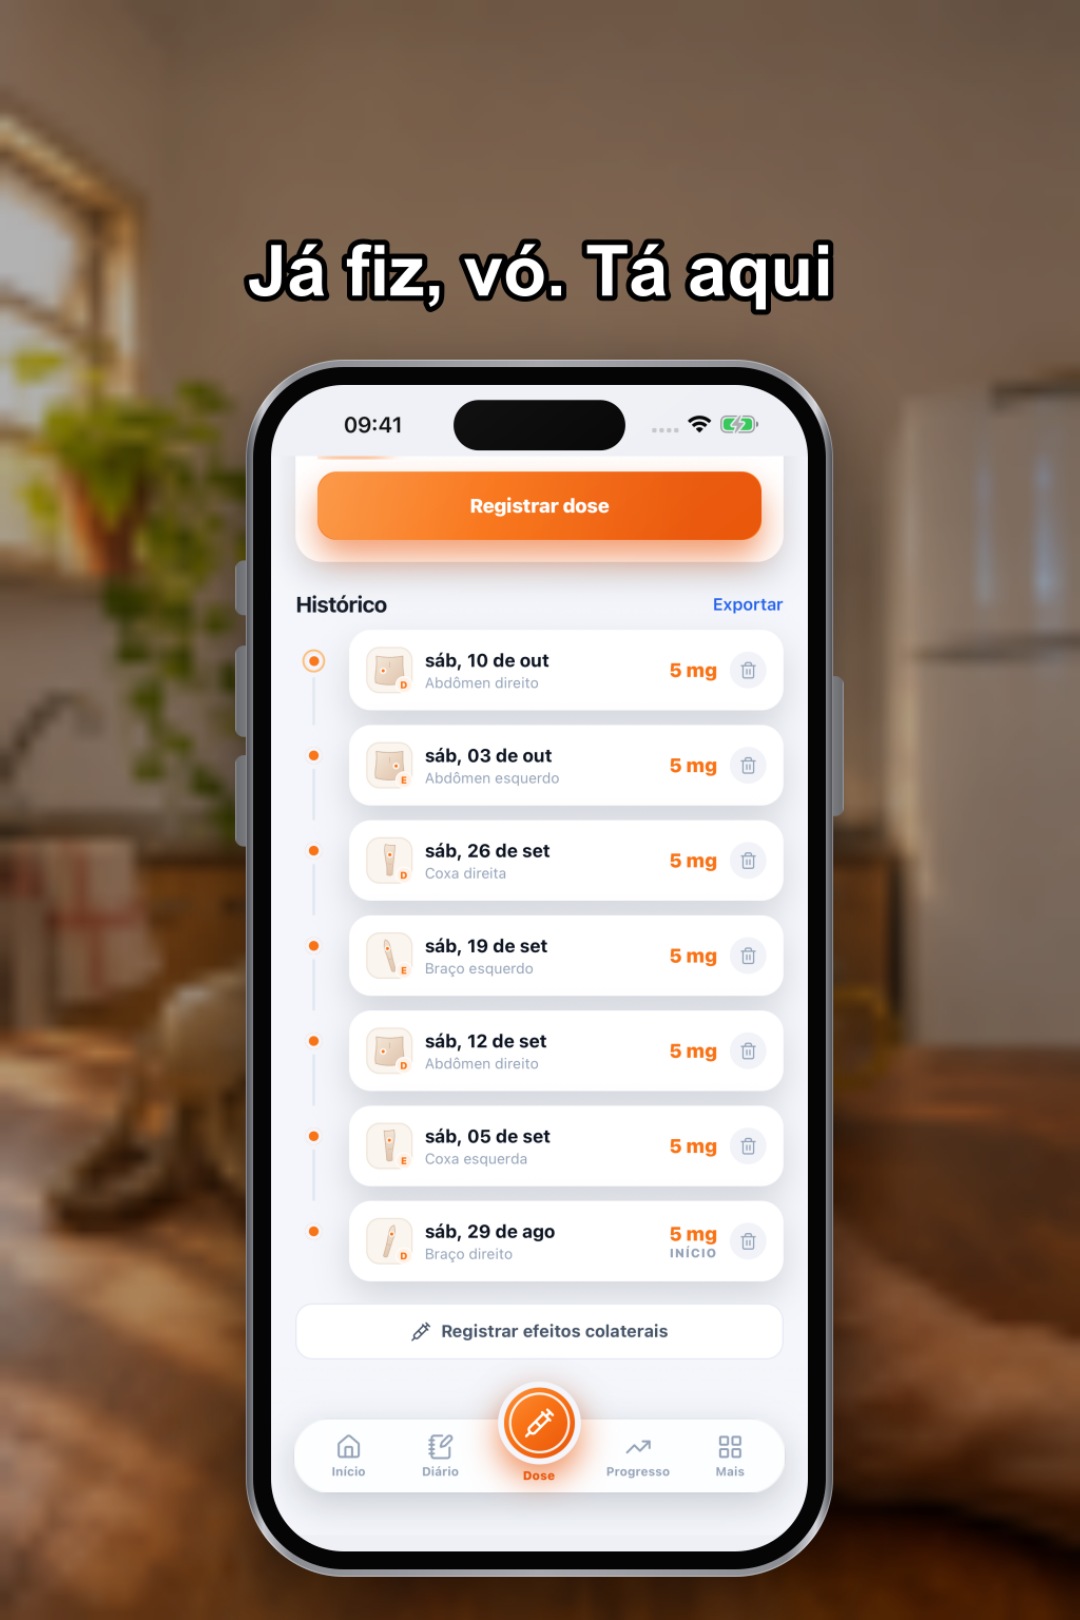 Já fiz, vó. Tá aqui
09:41
Registrar dose
Histórico
Exportar
sáb, 10 de out
Abdômen direito
5 mg
D
sáb, 03 de out
Abdômen esquerdo
5 mg
E
sáb, 26 de set
Coxa direita
5 mg
D
sáb, 19 de set
Braço esquerdo
5 mg
E
sáb, 12 de set
Abdômen direito
5 mg
D
sáb, 05 de set
Coxa esquerda
5 mg
E
sáb, 29 de ago
Braço direito
5 mg
INÍCIO
D
Registrar efeitos colaterais
Início
Diário
Dose
Progresso
Mais